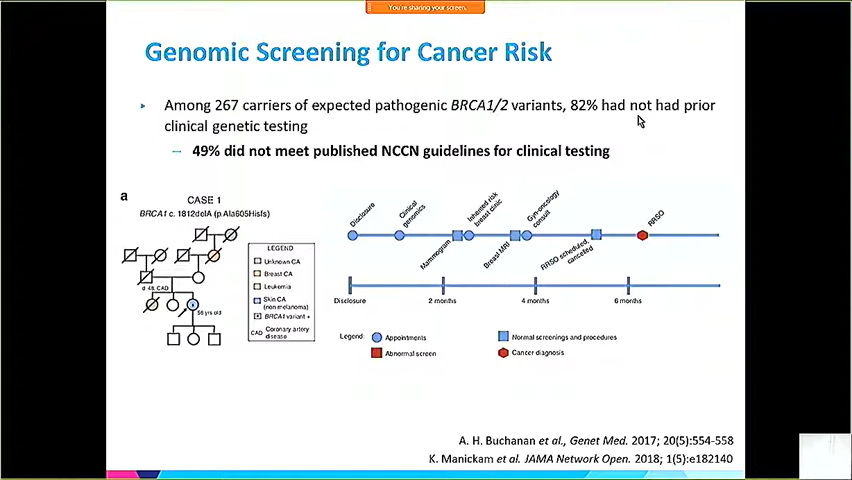 You're sharing your screen.
Genomic Screening for Cancer Risk
Among 267 carriers of expected pathogenic BRCA1/2 variants, 82% had not had prior
clinical genetic testing
49% did not meet published NCCN guidelines for clinical testing
a
CASE 1
BRCA1 c. 1812delA (p.Ala605Hisfs)
d. 48, CAD
56 yrs old
LEGEND
Unknown CA
Breast CA
Leukemia
Skin CA
(non melanoma)
BRCA1 variant +
CAD Coronary artery
disease
Disclosure
Clinical
genomics
Inherited risk
breast clinic
Gyn-oncology
consult
RRSO
Mammogram
Breast MRI
RRSO scheduled,
cancelled
Disclosure
2 months
4 months
6 months
Legend:
Appointments
Normal screenings and procedures
Abnormal screen
Cancer diagnosis
A. H. Buchanan et al., Genet Med. 2017; 20(5):554-558
K. Manickam et al. JAMA Network Open. 2018; 1(5):e182140